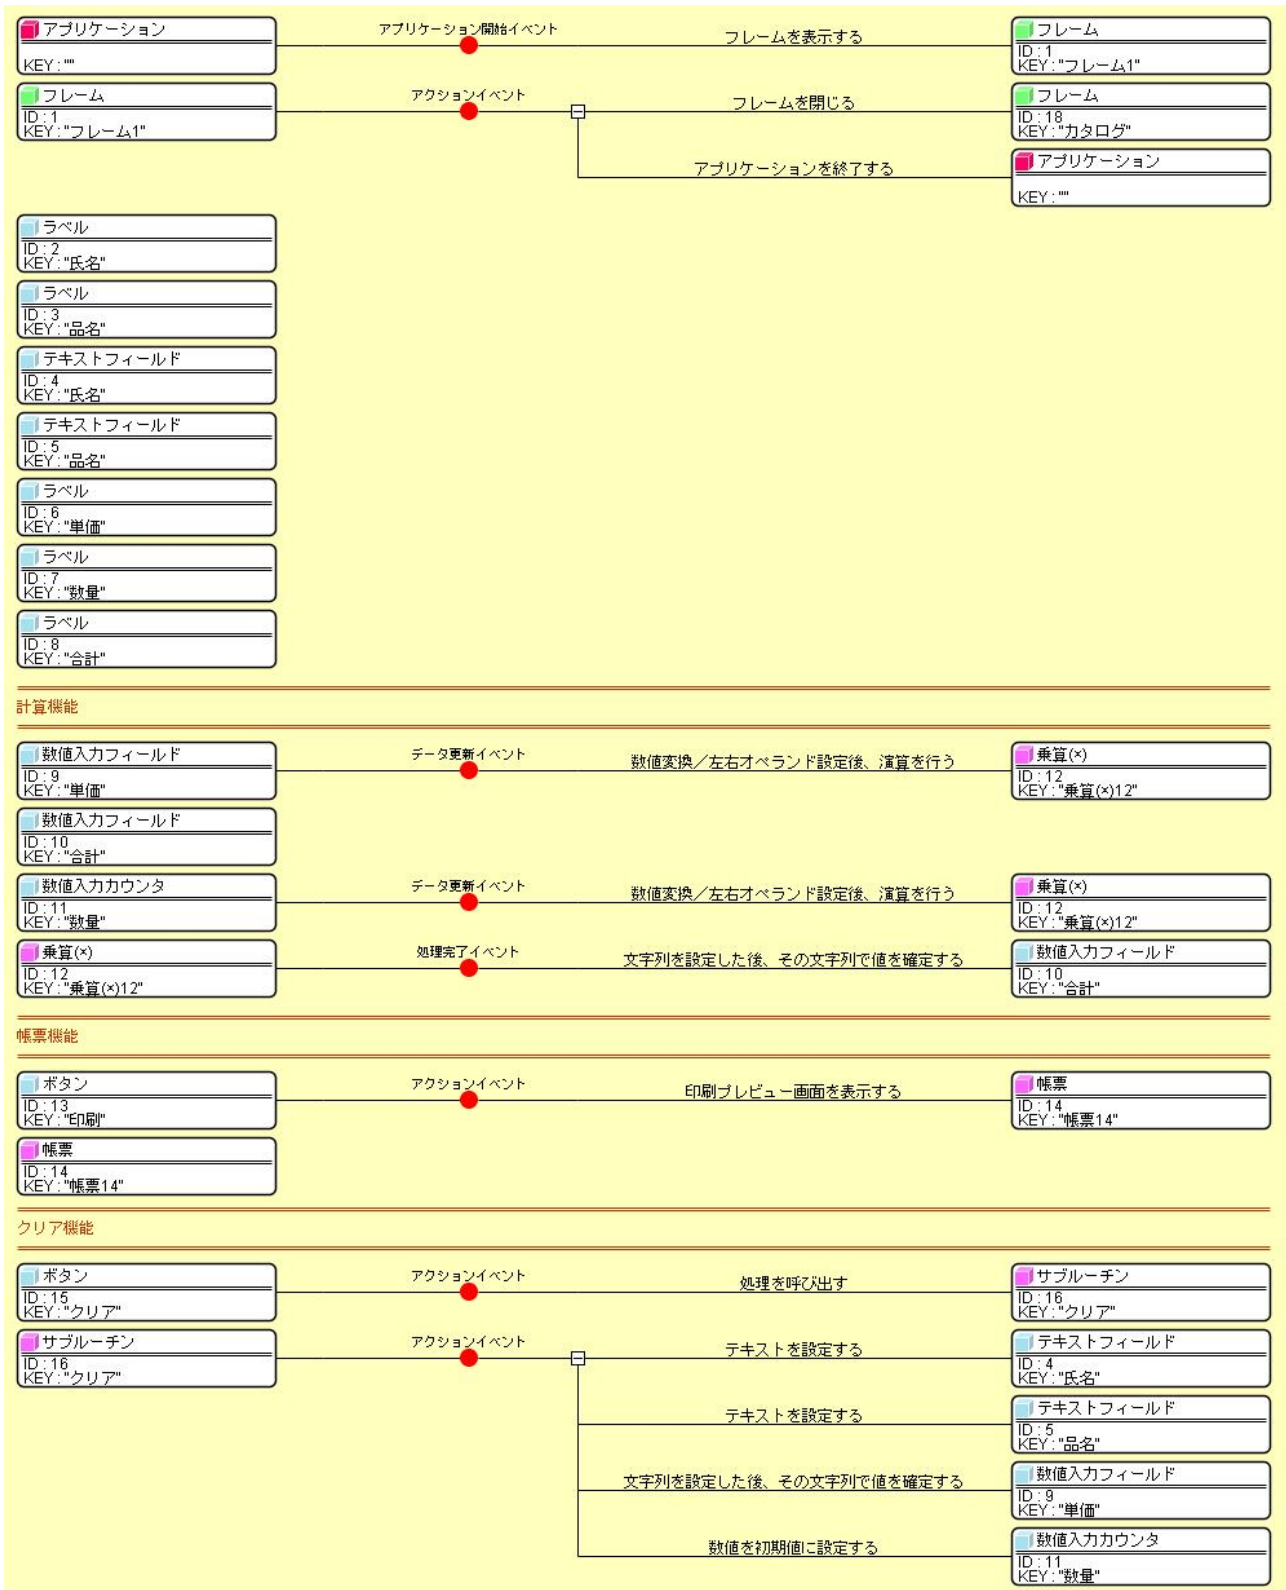 アプリケーション
KEY : ""
アプリケーション開始イベント
フレームを表示する
フレーム
ID : 1
KEY : "フレーム1"
フレーム
ID : 1
KEY : "フレーム1"
アクションイベント
フレームを閉じる
フレーム
ID : 18
KEY : "カタログ"
アプリケーションを終了する
アプリケーション
KEY : ""
ラベル
ID : 2
KEY : "氏名"
ラベル
ID : 3
KEY : "品名"
テキストフィールド
ID : 4
KEY : "氏名"
テキストフィールド
ID : 5
KEY : "品名"
ラベル
ID : 6
KEY : "単価"
ラベル
ID : 7
KEY : "数量"
ラベル
ID : 8
KEY : "合計"
計算機能
数値入力フィールド
ID : 9
KEY : "単価"
データ更新イベント
数値変換／左右オペランド設定後、演算を行う
乗算(×)
ID : 12
KEY : "乗算(×)12"
数値入力フィールド
ID : 10
KEY : "合計"
数値入力カウンタ
ID : 11
KEY : "数量"
データ更新イベント
数値変換／左右オペランド設定後、演算を行う
乗算(×)
ID : 12
KEY : "乗算(×)12"
乗算(×)
ID : 12
KEY : "乗算(×)12"
処理完了イベント
文字列を設定した後、その文字列で値を確定する
数値入力フィールド
ID : 10
KEY : "合計"
帳票機能
ボタン
ID : 13
KEY : "印刷"
アクションイベント
印刷プレビュー画面を表示する
帳票
ID : 14
KEY : "帳票14"
帳票
ID : 14
KEY : "帳票14"
クリア機能
ボタン
ID : 15
KEY : "クリア"
アクションイベント
処理を呼び出す
サブルーチン
ID : 16
KEY : "クリア"
サブルーチン
ID : 16
KEY : "クリア"
アクションイベント
テキストを設定する
テキストフィールド
ID : 4
KEY : "氏名"
テキストを設定する
テキストフィールド
ID : 5
KEY : "品名"
文字列を設定した後、その文字列で値を確定する
数値入力フィールド
ID : 9
KEY : "単価"
数値を初期値に設定する
数値入力カウンタ
ID : 11
KEY : "数量"